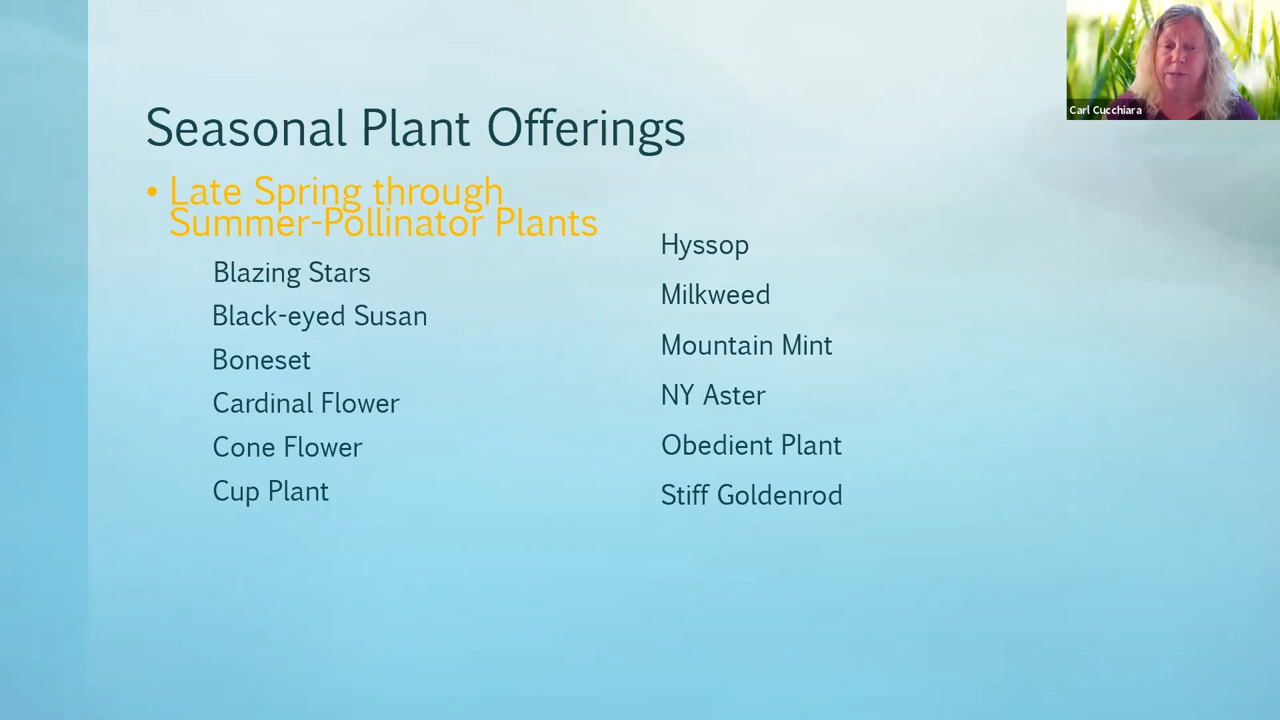 Seasonal Plant Offerings
• Late Spring through
Summer-Pollinator Plants
Blazing Stars
Black-eyed Susan
Boneset
Cardinal Flower
Cone Flower
Cup Plant
Hyssop
Milkweed
Mountain Mint
NY Aster
Obedient Plant
Stiff Goldenrod
Carl Cucchiara